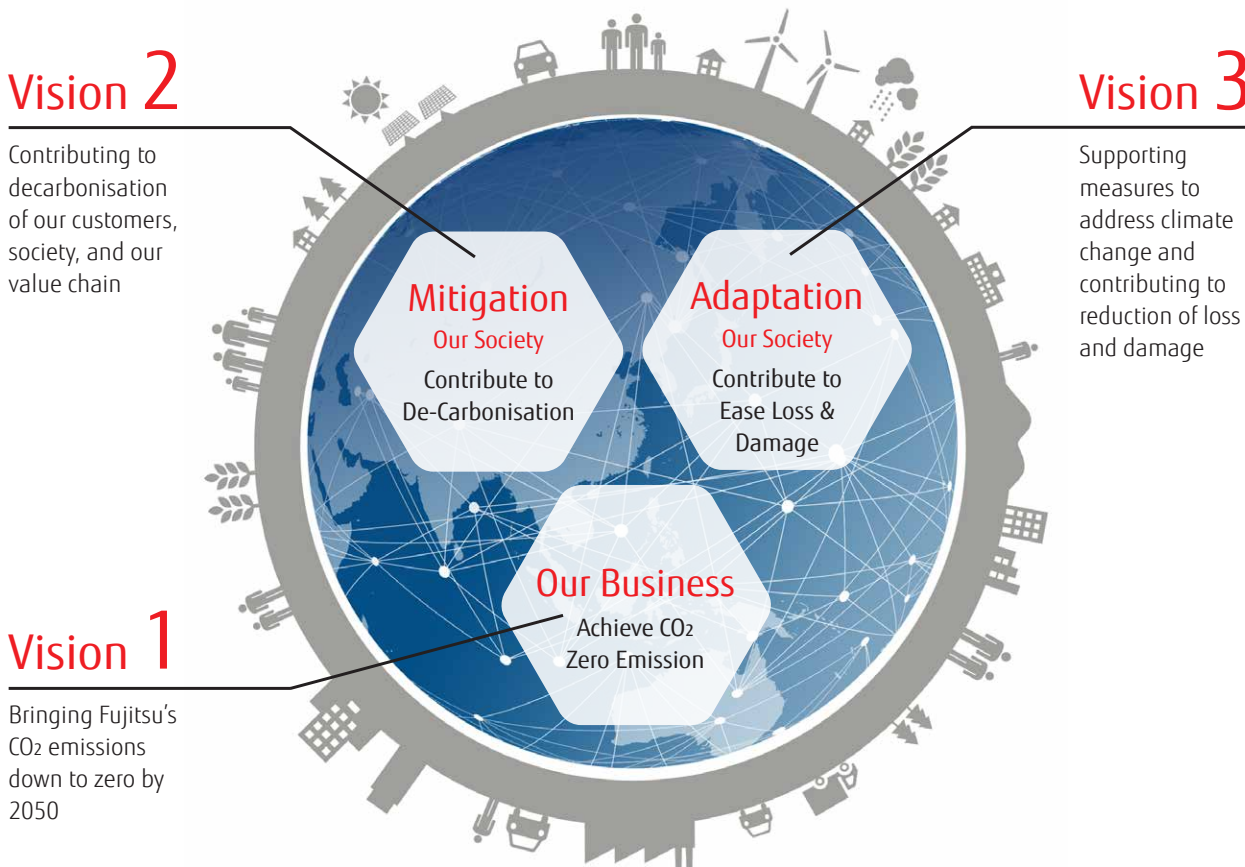 Vision 2
Contributing to
decarbonisation
of our customers,
society, and our
value chain
Vision 3
Supporting
measures to
address climate
change and
contributing to
reduction of loss
and damage
Mitigation
Our Society
Contribute to
De-Carbonisation
Adaptation
Our Society
Contribute to
Ease Loss &
Damage
Our Business
Achieve CO2
Zero Emission
Vision 1
Bringing Fujitsu's
CO2 emissions
down to zero by
2050